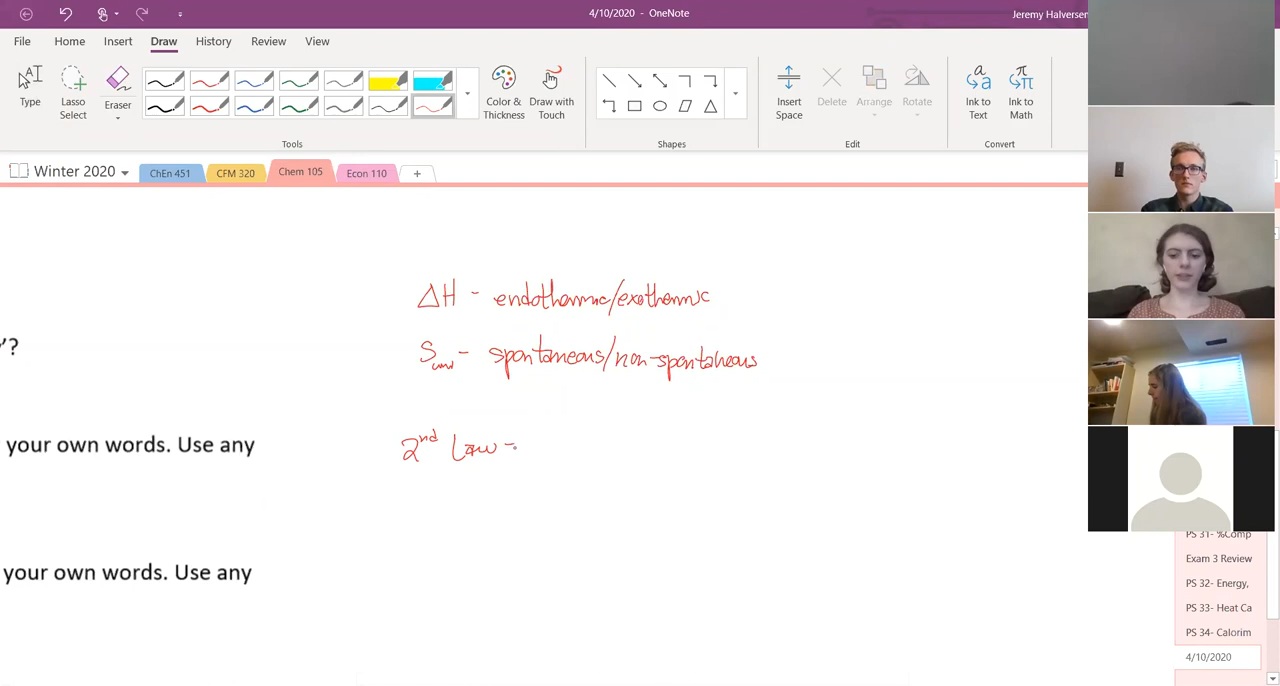 4/10/2020 - OneNote
Jeremy Halversen
File Home Insert Draw History Review View
Type
Lasso Select
Eraser
Color & Thickness
Draw with Touch
Insert Space
Delete
Arrange
Rotate
Ink to Text
Ink to Math
Tools
Shapes
Edit
Convert
Winter 2020
ChEn 451
CFM 320
Chem 105
Econ 110
+
ΔH - endothermic/exothermic
y'?
Suniv - spontaneous/non-spontaneous
your own words. Use any
2nd Law -
your own words. Use any
PS 31- %Comp
Exam 3 Review
PS 32- Energy,
PS 33- Heat Ca
PS 34- Calorim
4/10/2020